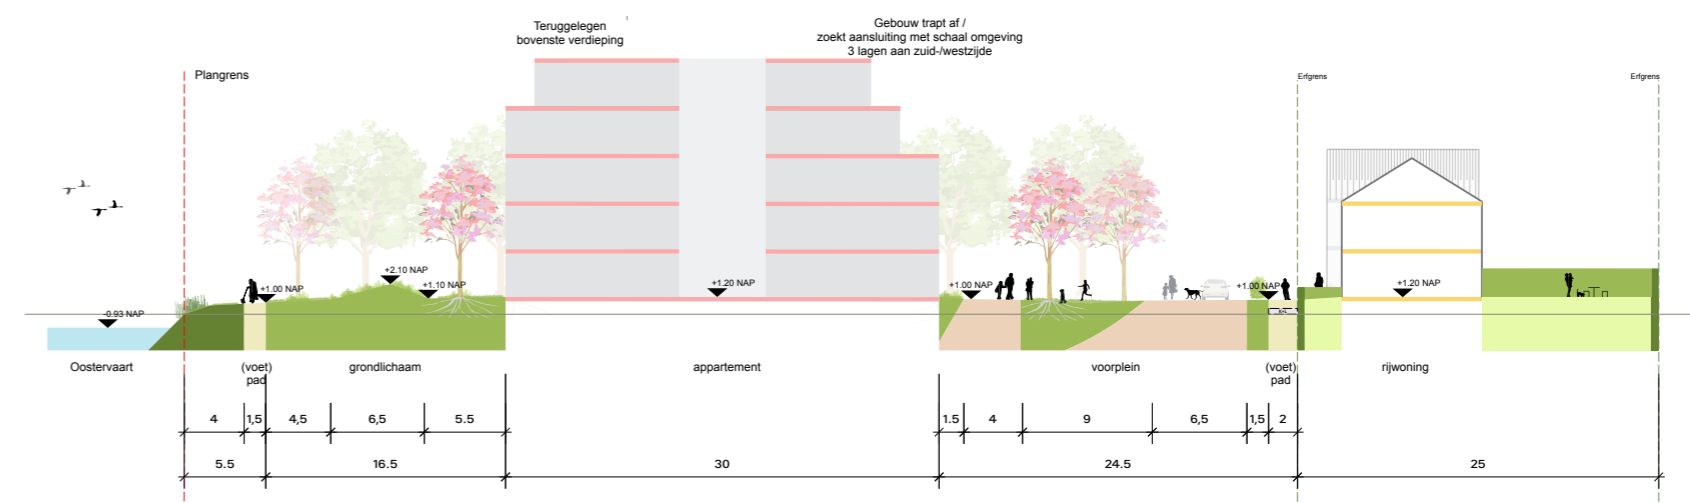 Teruggelegen
bovenste verdieping
Gebouw trapt af /
zoekt aansluiting met schaal omgeving
3 lagen aan zuid-/westzijde
Plangrens
Erfgrens
Erfgrens
+2.10 NAP
+1.00 NAP
+1.10 NAP
+1.20 NAP
+1.00 NAP
+1.00 NAP
+1.20 NAP
-0.93 NAP
Oostervaart
(voet)
pad
grondlichaam
appartement
voorplein
(voet)
pad
rijwoning
4
1,5
4,5
6,5
5.5
1.5
4
9
6,5
1,5
2
5.5
16.5
30
24.5
25